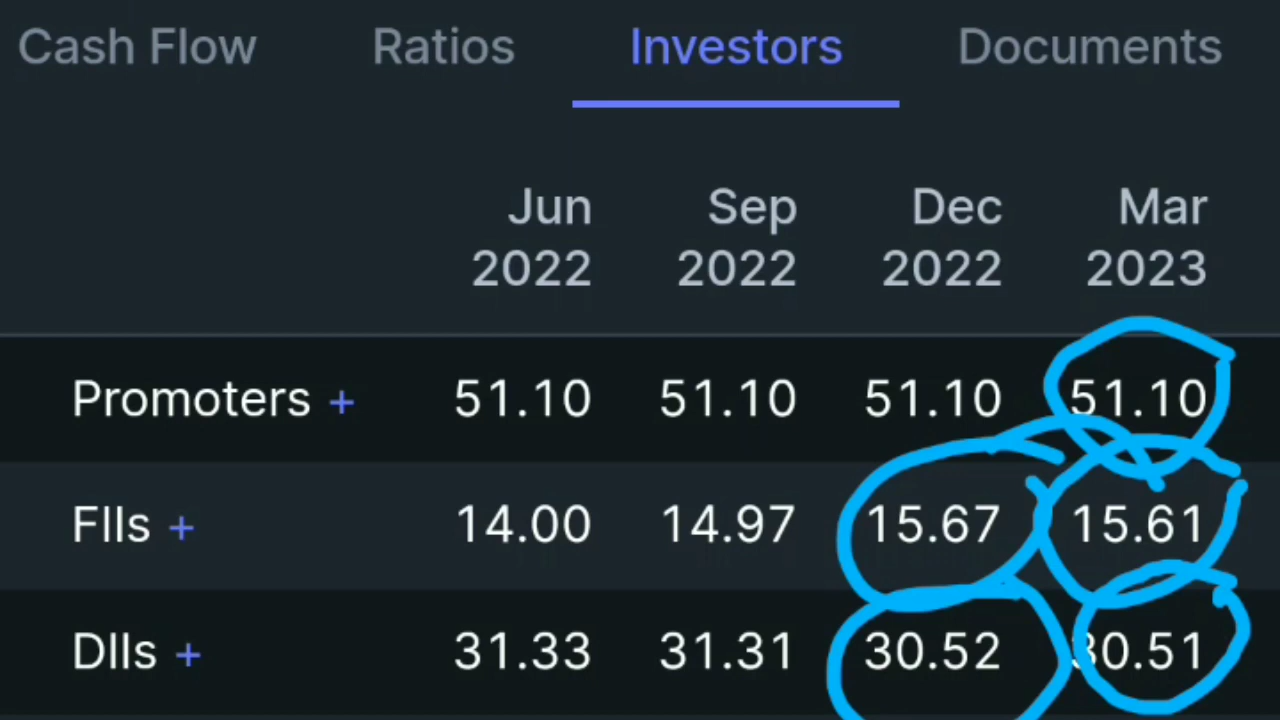 Cash Flow Ratios Investors Documents
Jun Sep Dec Mar
2022 2022 2022 2023
Promoters + 51.10 51.10 51.10 51.10
FIIs + 14.00 14.97 15.67 15.61
DIIs + 31.33 31.31 30.52 30.51